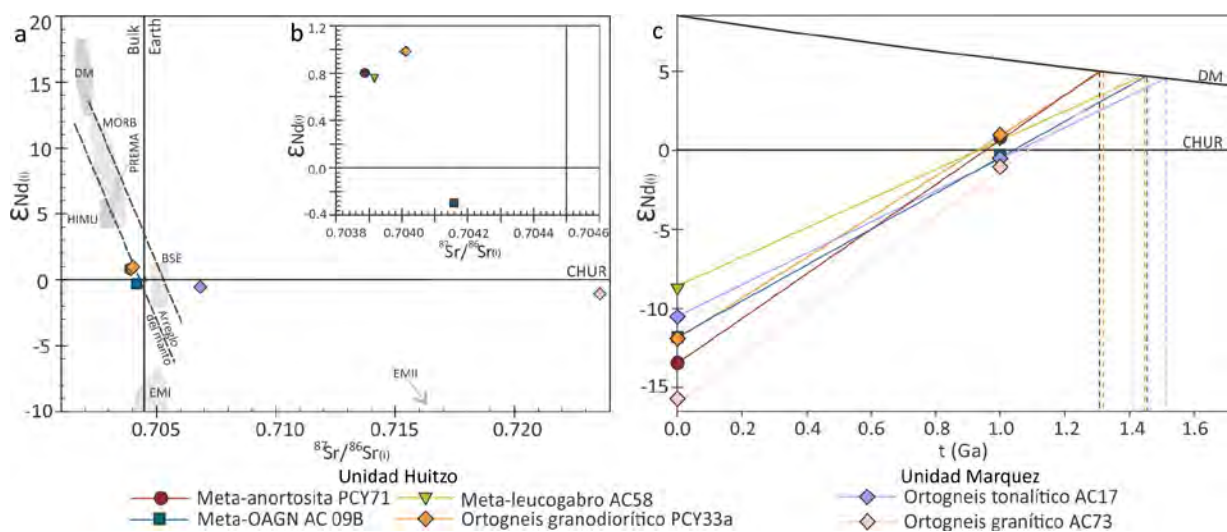 a
Bulk
Earth
DM
MORB
PREMA
HIMU
BSE
Arreglo
del manto
EMI
EMII
CHUR
20
15
10
5
0
-5
-10
εNd(i)
0.705
0.710
0.715
0.720
⁸⁷Sr/⁸⁶Sr(i)
b
1.2
0.8
0.4
0.0
-0.4
εNd(i)
0.7038
0.7040
0.7042
0.7044
0.7046
⁸⁷Sr/⁸⁶Sr(i)
c
DM
CHUR
5
0
-5
-10
-15
εNd(i)
0.0
0.2
0.4
0.6
0.8
1.0
1.2
1.4
1.6
t (Ga)
Unidad Huitzo
Meta-anortosita PCY71
Meta-leucogabro AC58
Meta-OAGN AC 09B
Ortogneis granodiorítico PCY33a
Unidad Marquez
Ortogneis tonalítico AC17
Ortogneis granítico AC73